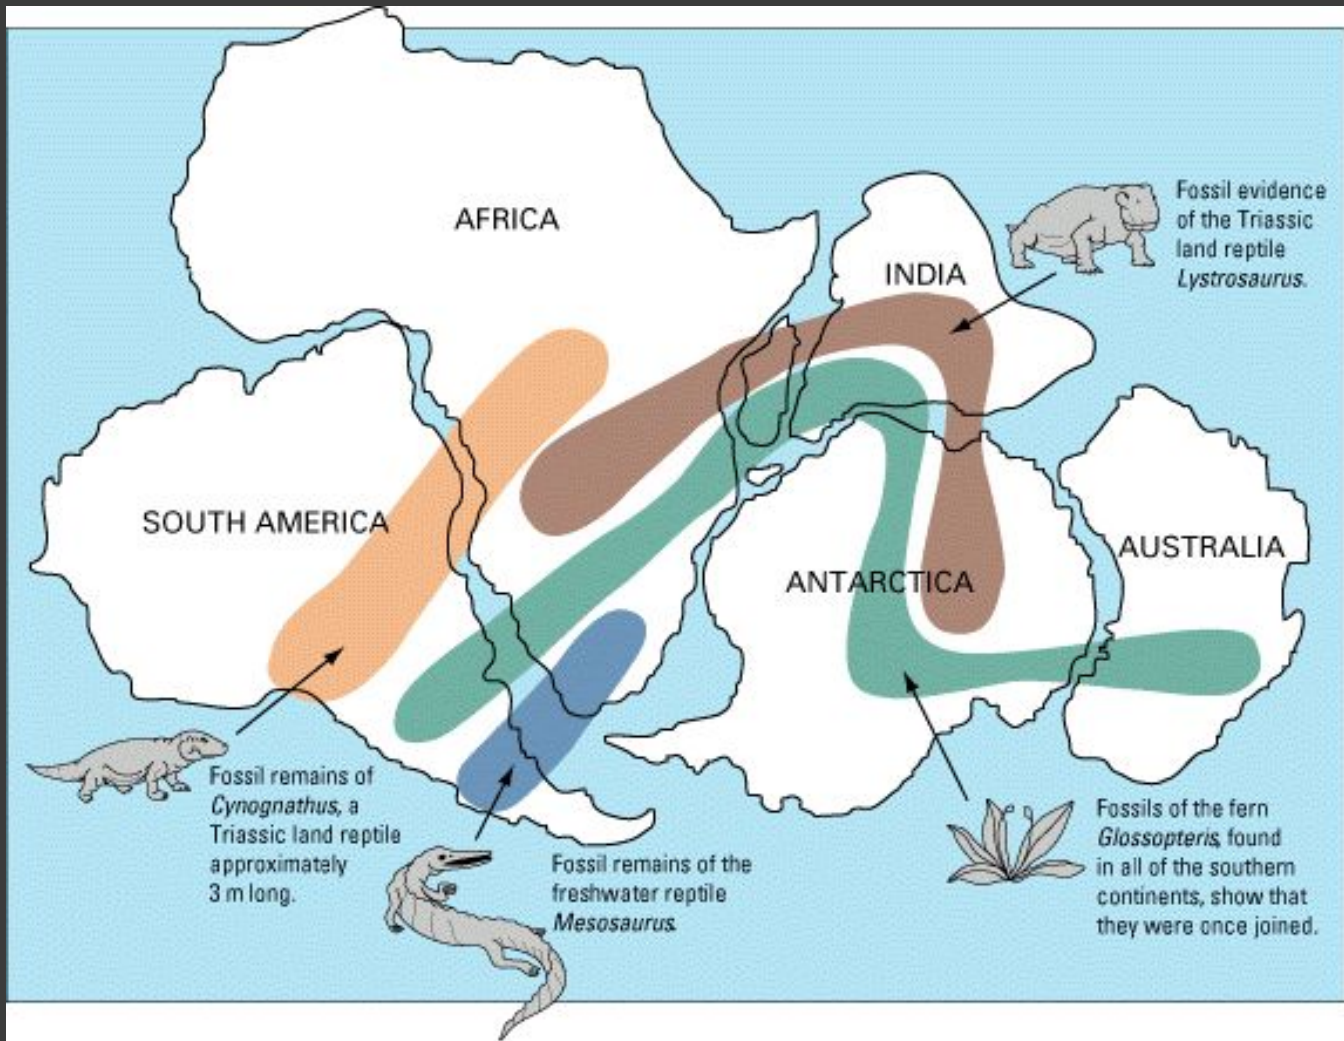 AFRICA
INDIA
Fossil evidence
of the Triassic
land reptile
Lystrosaurus.
SOUTH AMERICA
ANTARCTICA
AUSTRALIA
Fossil remains of
Cynognathus, a
Triassic land reptile
approximately
3 m long.
Fossil remains of the
freshwater reptile
Mesosaurus.
Fossils of the fern
Glossopteris, found
in all of the southern
continents, show that
they were once joined.